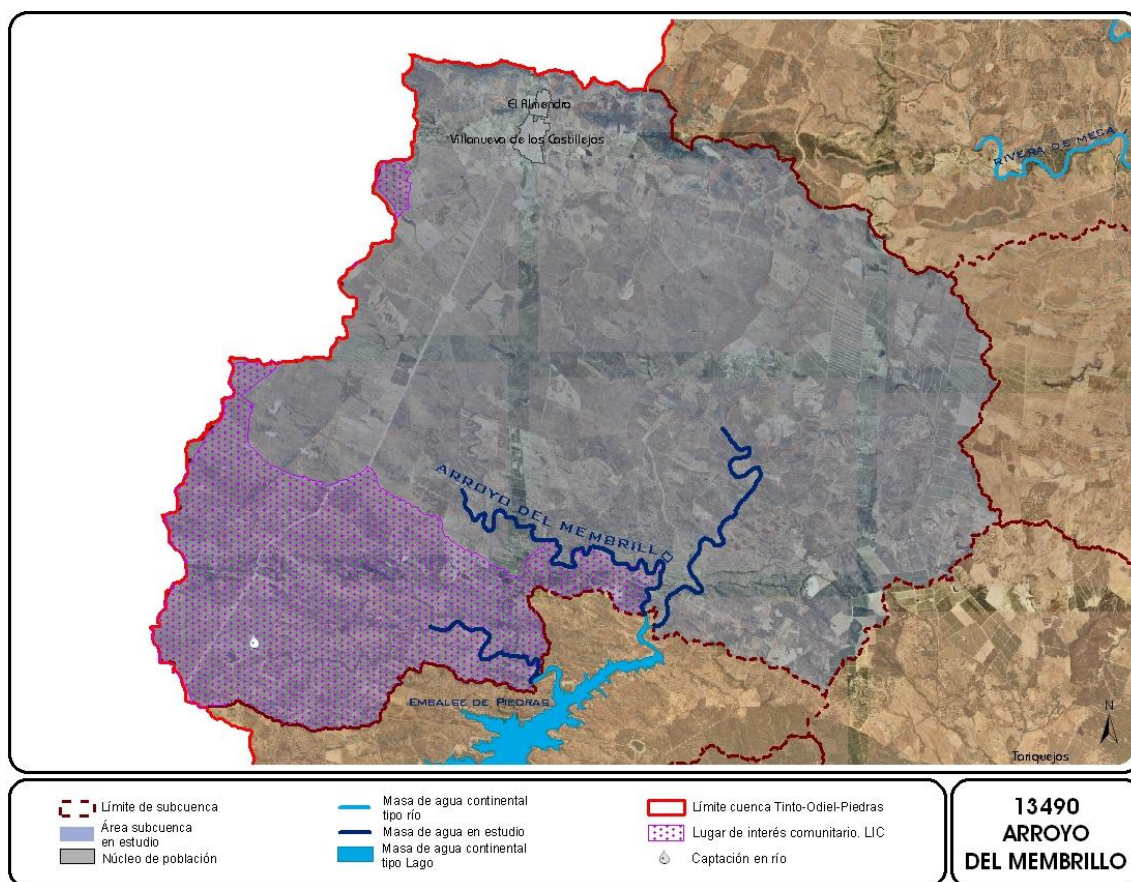 El Almendro
Villanueva de los Castillejos
RIVERA DE MECA
ARROYO DEL MEMBRILLO
EMBALSE DE PIEDRAS
N
Tariquejos
Límite de subcuenca
Área subcuenca
en estudio
Núcleo de población
Masa de agua continental
tipo río
Masa de agua en estudio
Masa de agua continental
tipo Lago
Límite cuenca Tinto-Odiel-Piedras
Lugar de interés comunitario. LIC
Captación en río
13490
ARROYO
DEL MEMBRILLO